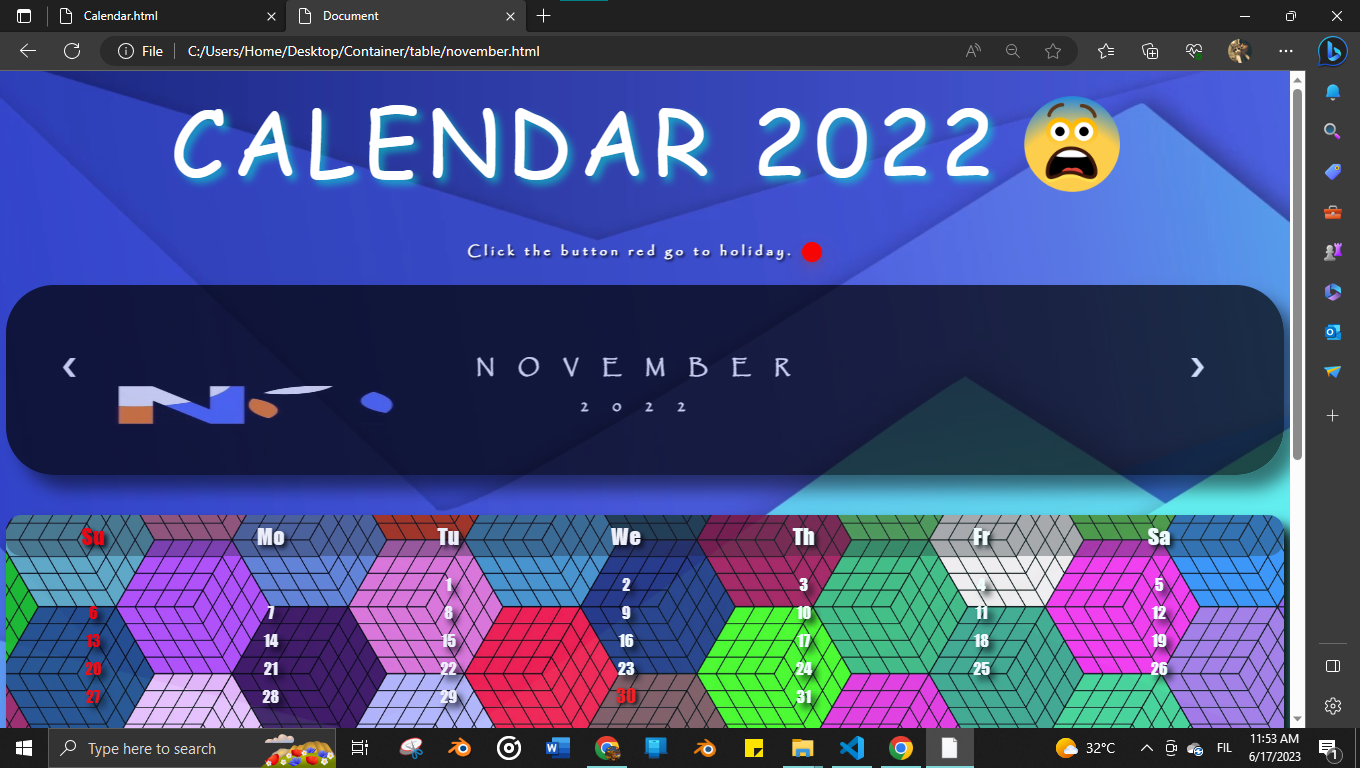 Calendar.html
Document
File
C:/Users/Home/Desktop/Container/table/november.html
CALENDAR 2022
Click the button red go to holiday.
❮ NOVEMBER ❯
2022
Su Mo Tu We Th Fr Sa
1 2 3 4 5
6 7 8 9 10 11 12
13 14 15 16 17 18 19
20 21 22 23 24 25 26
27 28 29 30 31
Type here to search
32°C
FIL
11:53 AM
6/17/2023
1